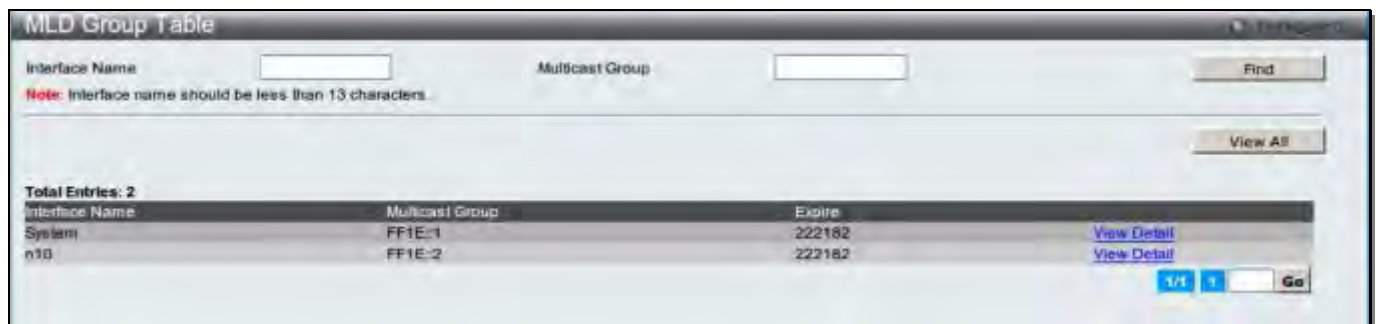 MLD Group Table
Interface Name Multicast Group Find
Note: Interface name should be less than 13 characters.
View All
Total Entries: 2
Interface Name Multicast Group Expire
System FF1E::1 222182 View Detail
n10 FF1E::2 222182 View Detail
1/1 1 Go